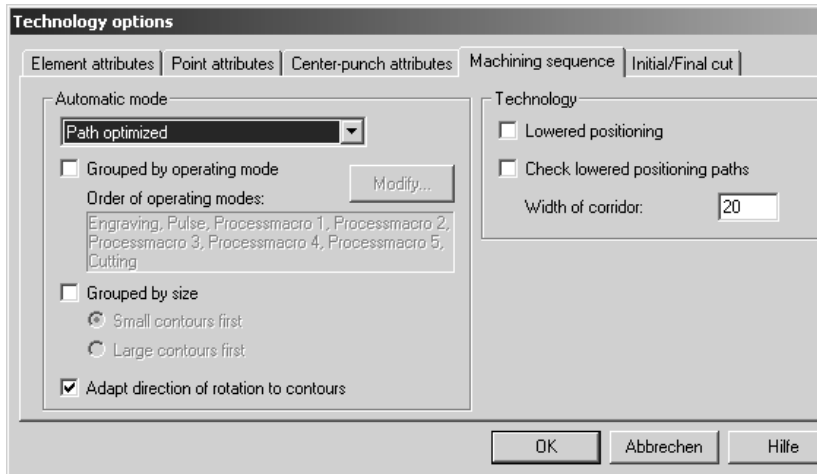 Technology options
Element attributes
Point attributes
Center-punch attributes
Machining sequence
Initial/Final cut
Automatic mode
Path optimized
Grouped by operating mode
Modify...
Order of operating modes:
Engraving, Pulse, Processmacro 1, Processmacro 2,
Processmacro 3, Processmacro 4, Processmacro 5,
Cutting
Grouped by size
Small contours first
Large contours first
Adapt direction of rotation to contours
Technology
Lowered positioning
Check lowered positioning paths
Width of corridor:
20
OK
Abbrechen
Hilfe